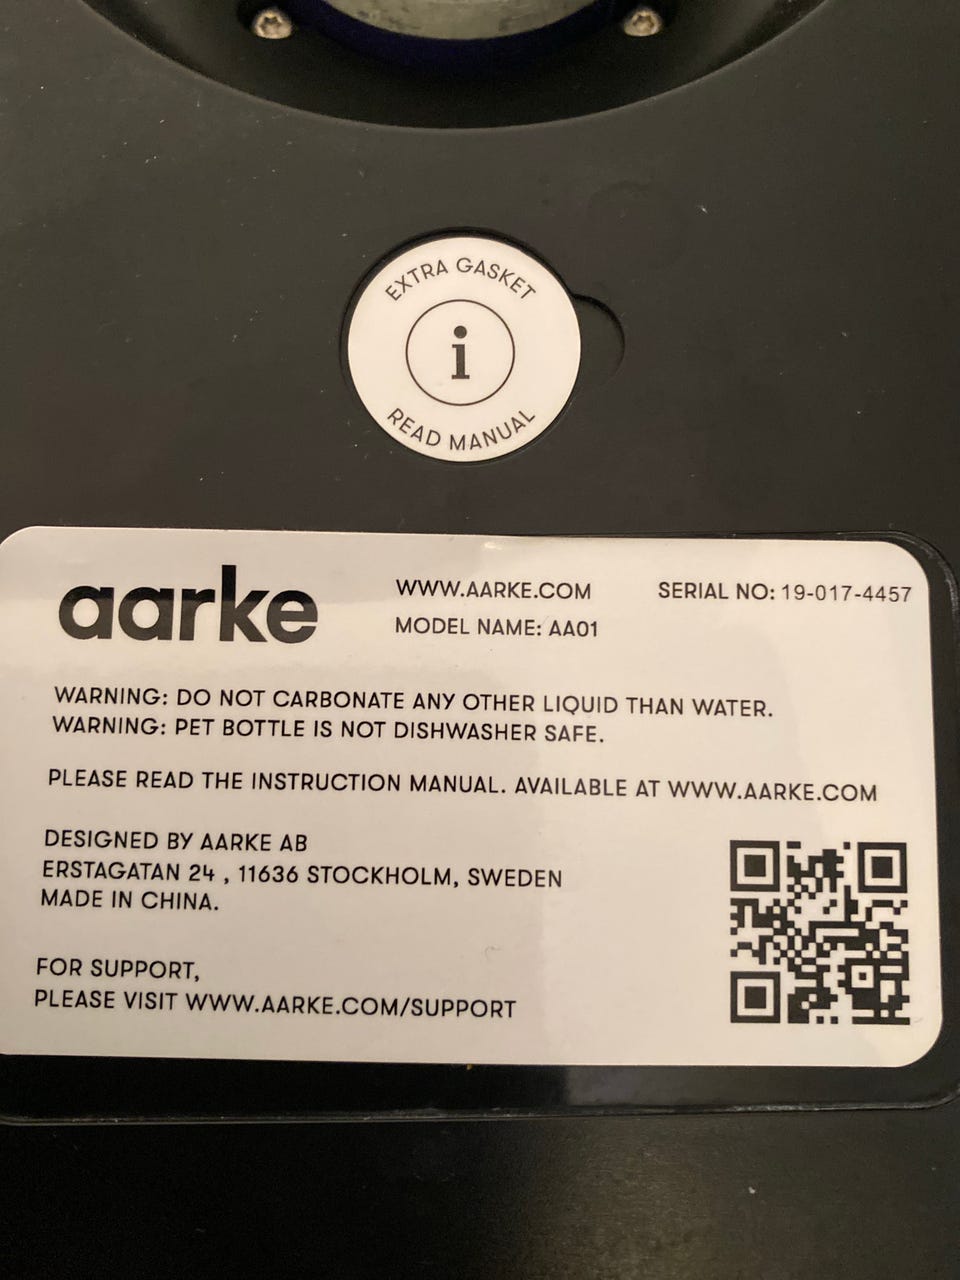 EXTRA GASKET
i
READ MANUAL
aarke
WWW.AARKE.COM
MODEL NAME: AA01
SERIAL NO: 19-017-4457
WARNING: DO NOT CARBONATE ANY OTHER LIQUID THAN WATER.
WARNING: PET BOTTLE IS NOT DISHWASHER SAFE.
PLEASE READ THE INSTRUCTION MANUAL. AVAILABLE AT WWW.AARKE.COM
DESIGNED BY AARKE AB
ERSTAGATAN 24 , 11636 STOCKHOLM, SWEDEN
MADE IN CHINA.
FOR SUPPORT,
PLEASE VISIT WWW.AARKE.COM/SUPPORT